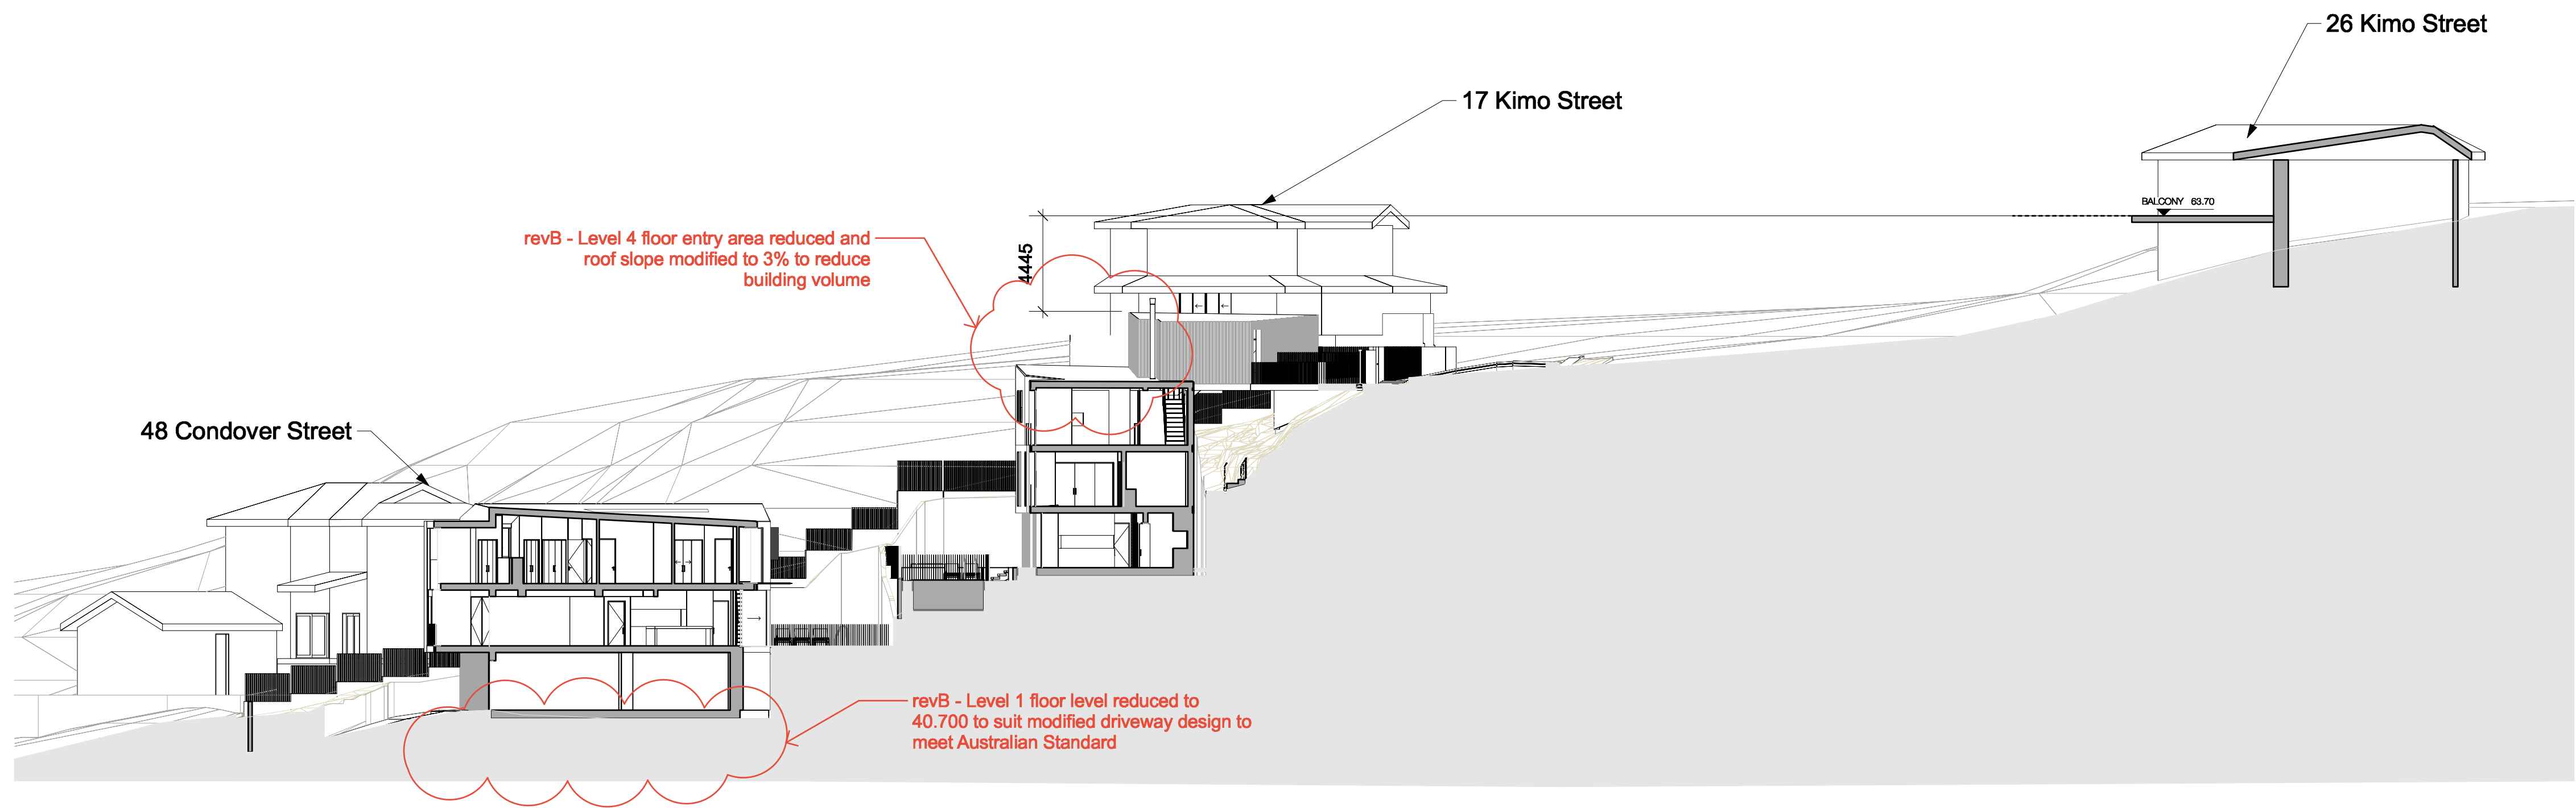 26 Kimo Street
17 Kimo Street
BALCONY 63.70
revB - Level 4 floor entry area reduced and
roof slope modified to 3% to reduce
building volume
4445
48 Condover Street
revB - Level 1 floor level reduced to
40.700 to suit modified driveway design to
meet Australian Standard